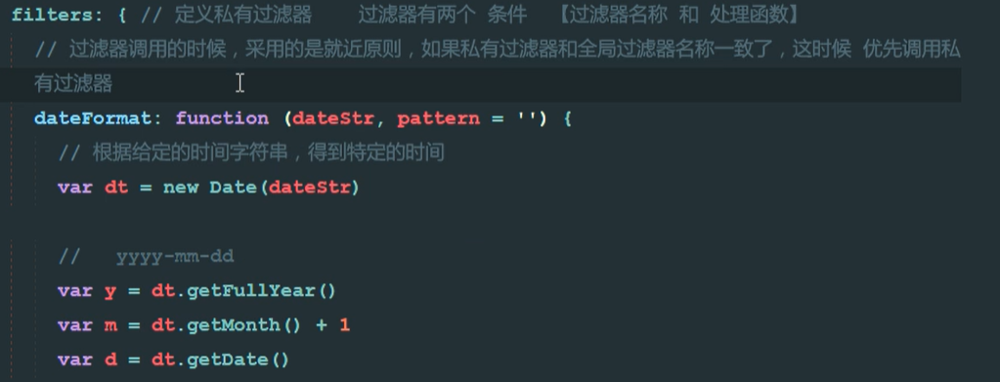 filters: { // 定义私有过滤器    过滤器有两个 条件  【过滤器名称 和 处理函数】
// 过滤器调用的时候，采用的是就近原则，如果私有过滤器和全局过滤器名称一致了，这时候 优先调用私
有过滤器
dateFormat: function (dateStr, pattern = '') {
// 根据给定的时间字符串，得到特定的时间
var dt = new Date(dateStr)
//   yyyy-mm-dd
var y = dt.getFullYear()
var m = dt.getMonth() + 1
var d = dt.getDate()